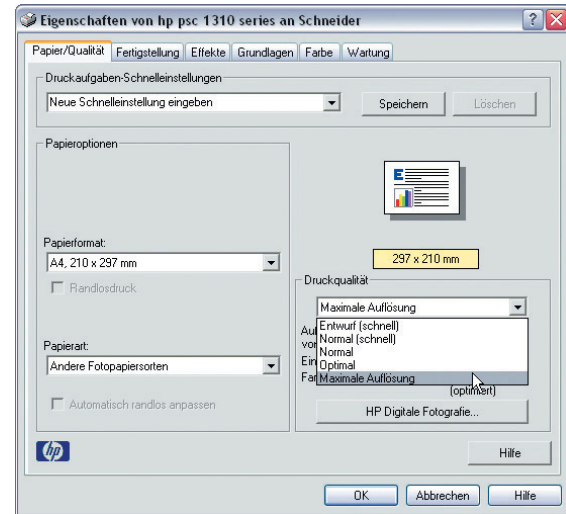 Eigenschaften von hp psc 1310 series an Schneider
Papier/Qualität Fertigstellung Effekte Grundlagen Farbe Wartung
Druckaufgaben-Schnelleinstellungen
Neue Schnelleinstellung eingeben Speichern Löschen
Papieroptionen
E
Papierformat:
A4, 210 x 297 mm
297 x 210 mm
Randlosdruck
Druckqualität
Maximale Auflösung
Entwurf (schnell)
Normal (schnell)
Normal
Optimal
Maximale Auflösung
(optimiert)
Papierart:
Andere Fotopapiersorten
Automatisch randlos anpassen
HP Digitale Fotografie...
hp
Hilfe
OK Abbrechen Hilfe